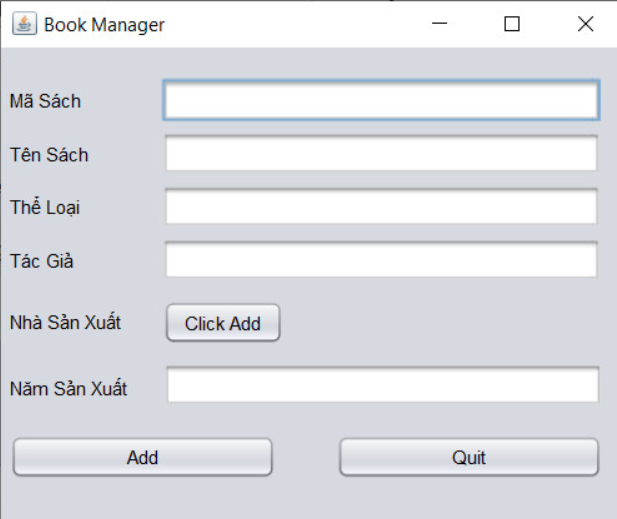 Book Manager
Mã Sách
Tên Sách
Thể Loại
Tác Giả
Nhà Sản Xuất Click Add
Năm Sản Xuất
Add Quit